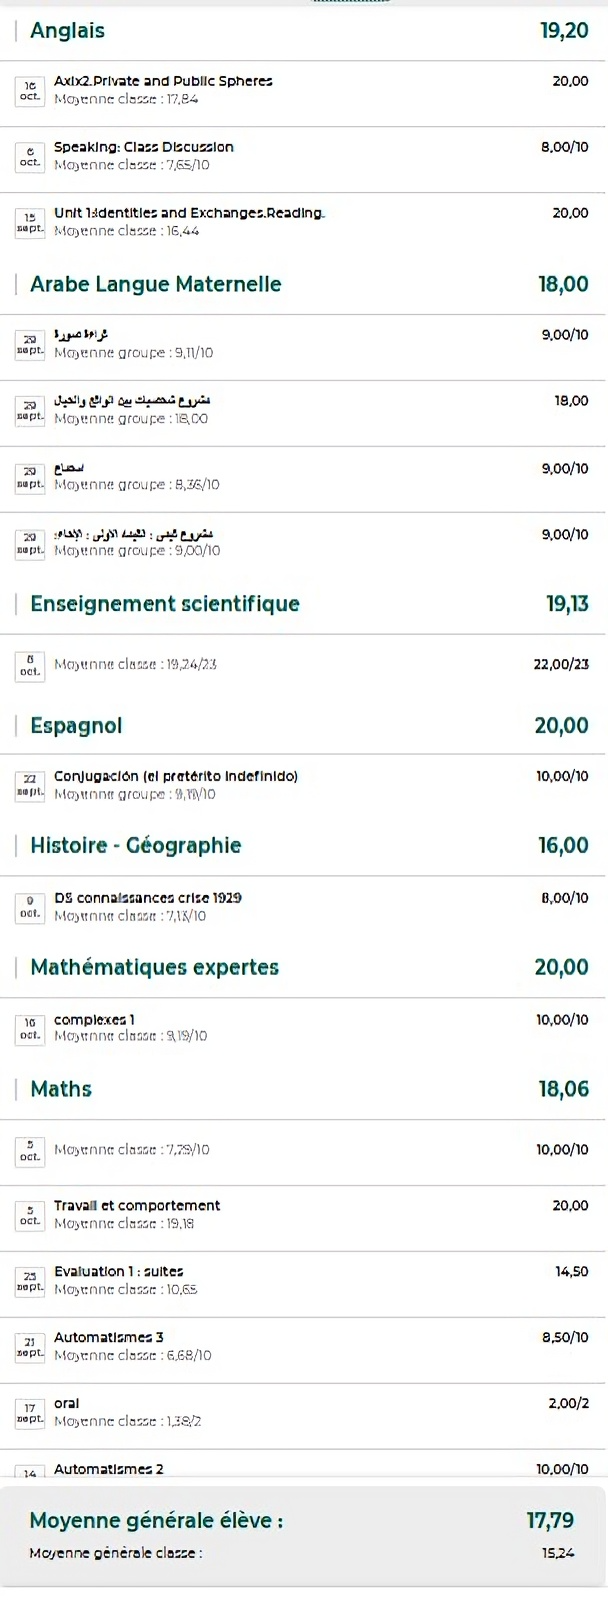 Anglais 19,20
16 oct. Axix2.Private and Public Spheres 20,00
Moyenne classe : 17,84
6 oct. Speaking: Class Discussion 8,00/10
Moyenne classe : 7,65/10
15 sept. Unit 1:Identities and Exchanges.Reading. 20,00
Moyenne classe : 16,44
Arabe Langue Maternelle 18,00
29 sept. قراءة صورة 9,00/10
Moyenne groupe : 9,11/10
29 sept. مشروع شخصيات بين الواقع والخيال 18,00
Moyenne groupe : 18,00
29 sept. استماع 9,00/10
Moyenne groupe : 8,36/10
29 sept. مشروع فيمي : الأولى : 9,00/10
Moyenne groupe : 9,00/10
Enseignement scientifique 19,13
oct. Moyenne classe : 19,24/23 22,00/23
Espagnol 20,00
22 sept. Conjugación (el pretérito indefinido) 10,00/10
Moyenne groupe : /10
Histoire - Géographie 16,00
9 oct. DS connaissances crise 1929 8,00/10
Moyenne classe : 7,13/10
Mathématiques expertes 20,00
16 oct. complexes 1 10,00/10
Moyenne classe : 9,19/10
Maths 18,06
5 oct. Moyenne classe : 7,29/10 10,00/10
5 oct. Travail et comportement 20,00
Moyenne classe : 19,18
sept. Evaluation 1 : suites 14,50
Moyenne classe : 10,65
21 sept. Automatismes 3 8,50/10
Moyenne classe : 6,68/10
17 sept. oral 2,00/2
Moyenne classe : 1,38/2
14 Automatismes 2 10,00/10
Moyenne générale élève : 17,79
Moyenne générale classe : 15,24